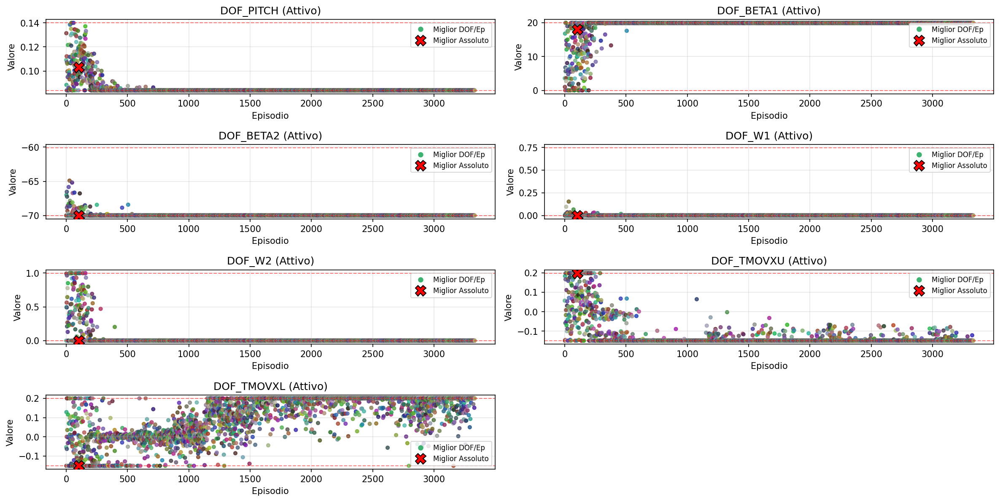 DOF_PITCH (Attivo)
0.14
0.12
0.10
Valore
0
500
1000
1500
2000
2500
3000
Episodio
Miglior DOF/Ep
Miglior Assoluto
DOF_BETA1 (Attivo)
20
10
0
Valore
0
500
1000
1500
2000
2500
3000
Episodio
Miglior DOF/Ep
Miglior Assoluto
DOF_BETA2 (Attivo)
−60
−65
−70
Valore
0
500
1000
1500
2000
2500
3000
Episodio
Miglior DOF/Ep
Miglior Assoluto
DOF_W1 (Attivo)
0.75
0.50
0.25
0.00
Valore
0
500
1000
1500
2000
2500
3000
Episodio
Miglior DOF/Ep
Miglior Assoluto
DOF_W2 (Attivo)
1.0
0.5
0.0
Valore
0
500
1000
1500
2000
2500
3000
Episodio
Miglior DOF/Ep
Miglior Assoluto
DOF_TMOVXU (Attivo)
0.2
0.1
0.0
−0.1
Valore
0
500
1000
1500
2000
2500
3000
Episodio
Miglior DOF/Ep
Miglior Assoluto
DOF_TMOVXL (Attivo)
0.2
0.1
0.0
−0.1
Valore
0
500
1000
1500
2000
2500
3000
Episodio
Miglior DOF/Ep
Miglior Assoluto